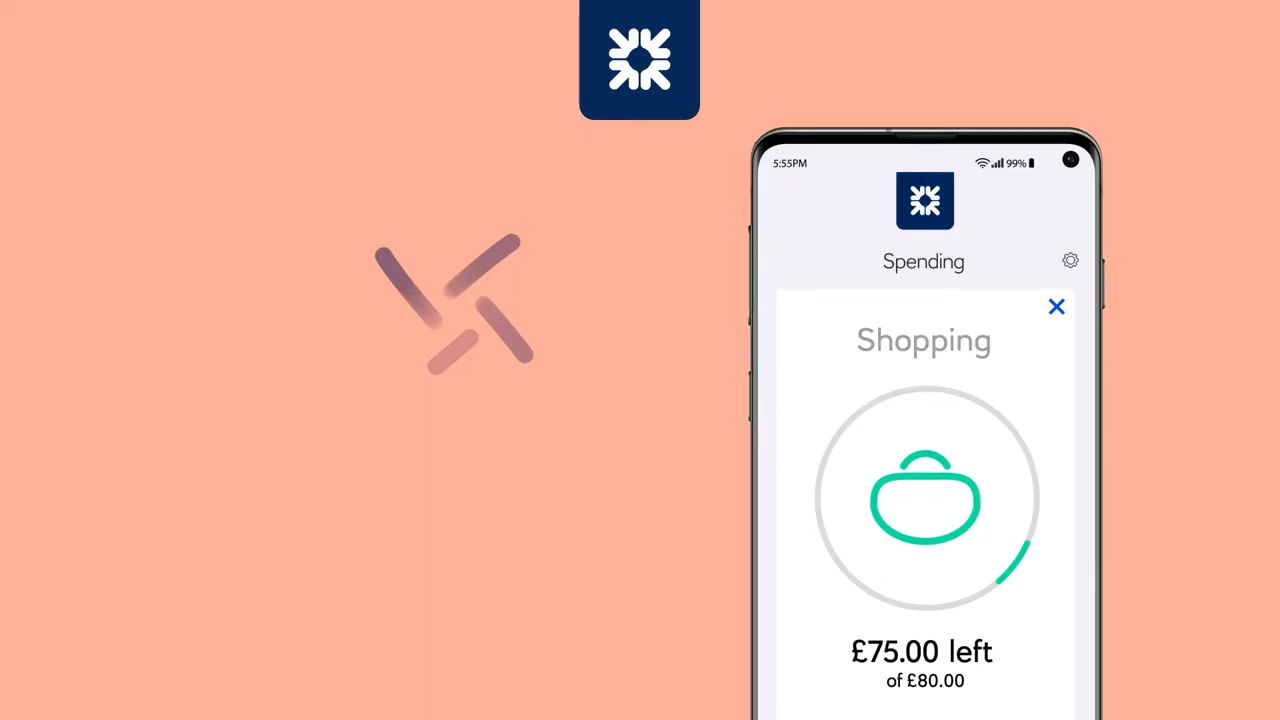 5:55PM
99%
Spending
Shopping
£75.00 left
of £80.00